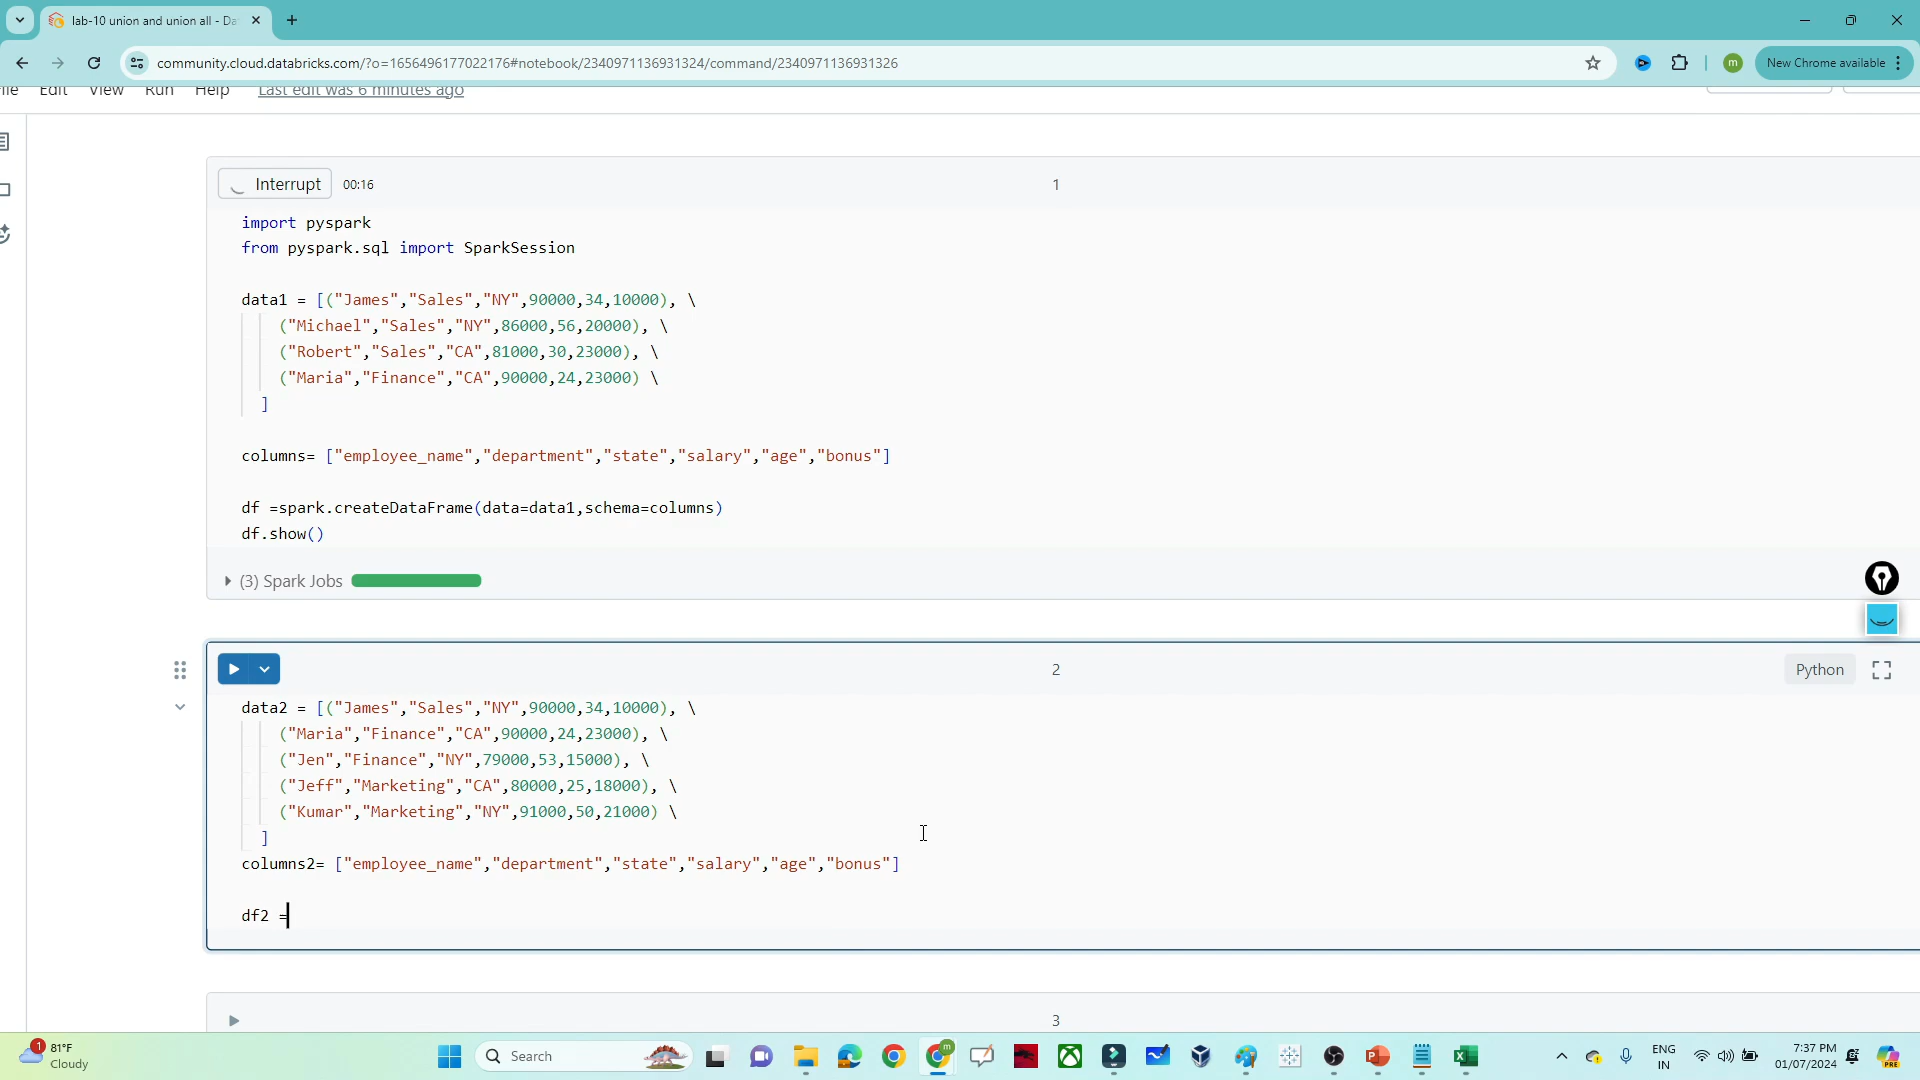 lab-10 union and union all - Da
community.cloud.databricks.com/?o=1656496177022176#notebook/2340971136931324/command/2340971136931326
m
New Chrome available
Edit View Run Help Last edit was 6 minutes ago
Interrupt 00:16 1
import pyspark
from pyspark.sql import SparkSession
data1 = [("James","Sales","NY",90000,34,10000), \
("Michael","Sales","NY",86000,56,20000), \
("Robert","Sales","CA",81000,30,23000), \
("Maria","Finance","CA",90000,24,23000) \
]
columns= ["employee_name","department","state","salary","age","bonus"]
df =spark.createDataFrame(data=data1,schema=columns)
df.show()
(3) Spark Jobs
2
Python
data2 = [("James","Sales","NY",90000,34,10000), \
("Maria","Finance","CA",90000,24,23000), \
("Jen","Finance","NY",79000,53,15000), \
("Jeff","Marketing","CA",80000,25,18000), \
("Kumar","Marketing","NY",91000,50,21000) \
]
columns2= ["employee_name","department","state","salary","age","bonus"]
df2 =
3
1
81°F
Cloudy
Search
m
ENG
IN
7:37 PM
01/07/2024
PRE